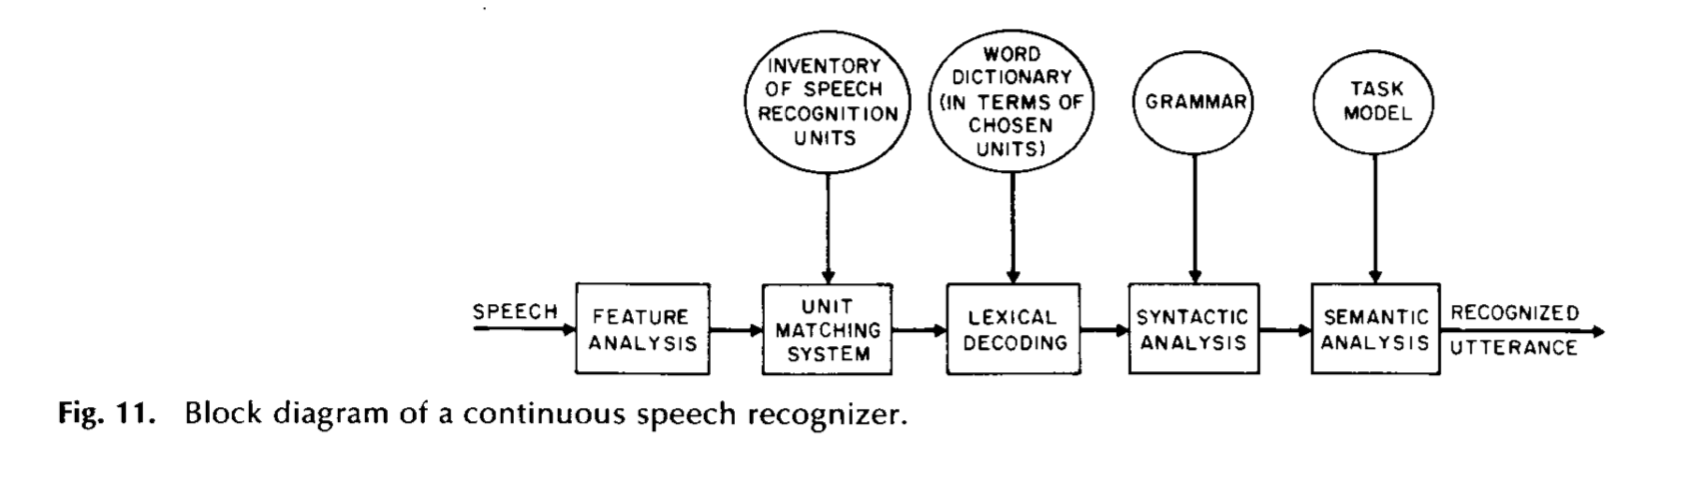 INVENTORY
OF SPEECH
RECOGNITION
UNITS
WORD
DICTIONARY
(IN TERMS OF
CHOSEN
UNITS)
GRAMMAR
TASK
MODEL
SPEECH
FEATURE
ANALYSIS
UNIT
MATCHING
SYSTEM
LEXICAL
DECODING
SYNTACTIC
ANALYSIS
SEMANTIC
ANALYSIS
RECOGNIZED
UTTERANCE
Fig. 11. Block diagram of a continuous speech recognizer.